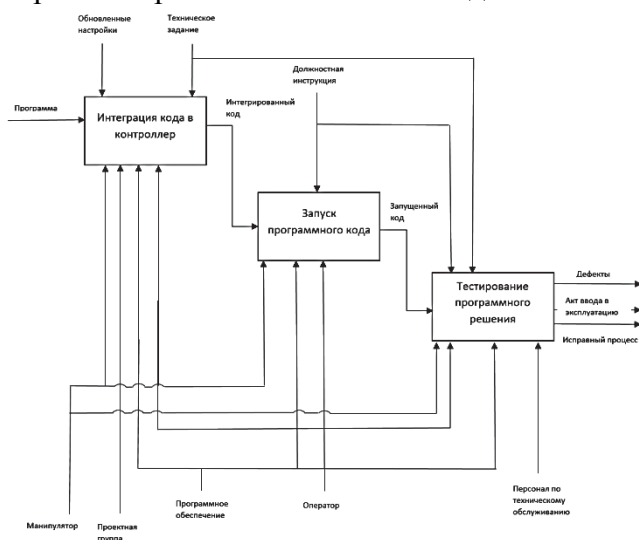 Обновленные
настройки
Техническое
задание
Должностная
инструкция
Программа
Интеграция кода в
контроллер
Интегрированный
код
Запуск
программного кода
Запущенный
код
Тестирование
программного
решения
Дефекты
Акт ввода в
эксплуатацию
Исправный процесс
Манипулятор
Проектная
группа
Программное
обеспечение
Оператор
Персонал по
техническому
обслуживанию